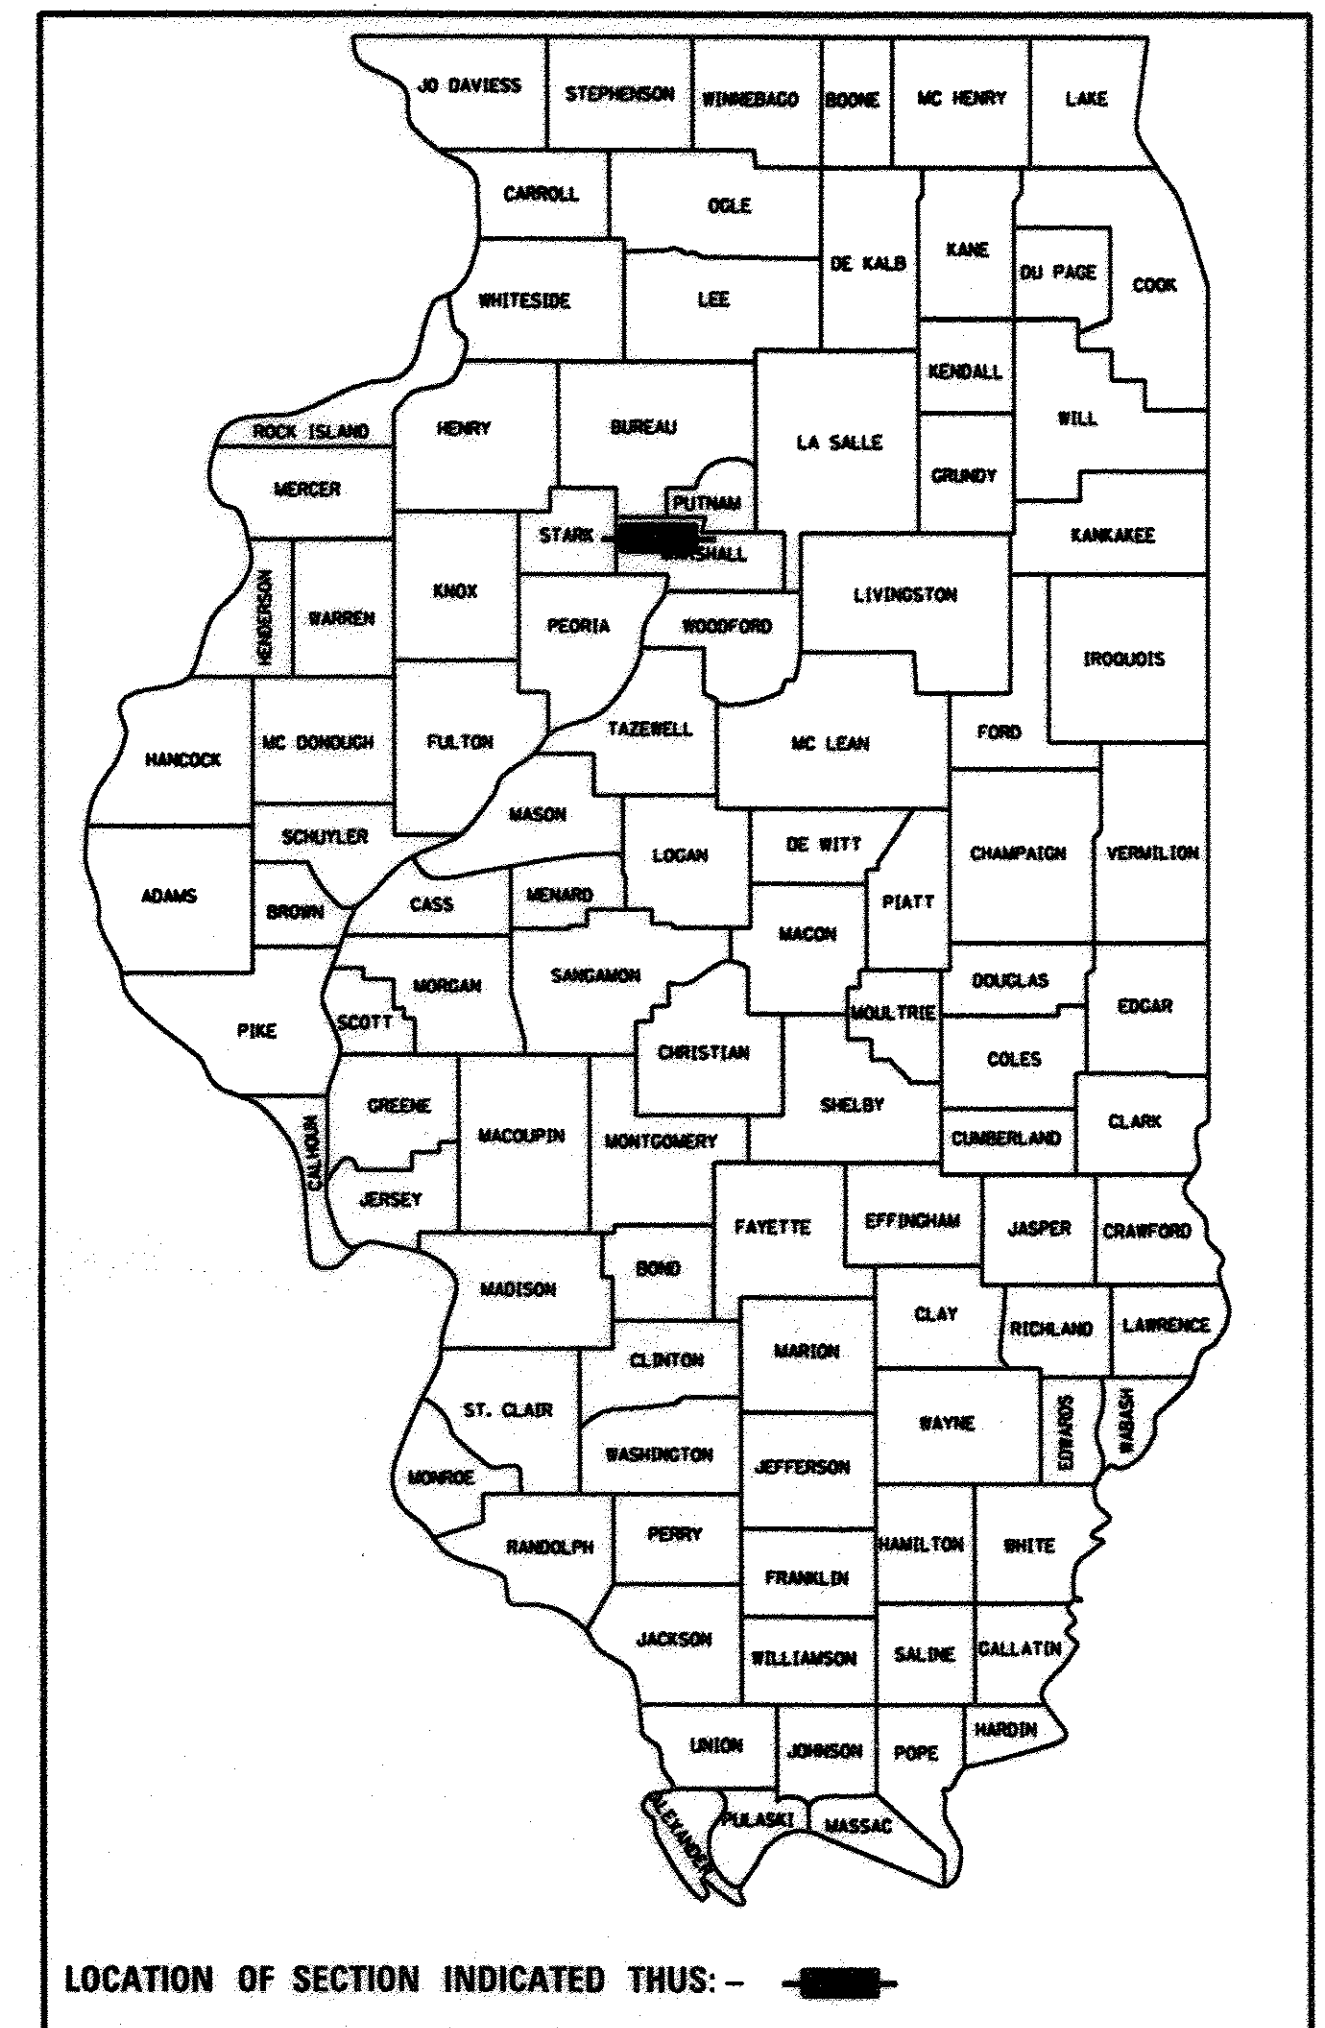 JO DAVIESS
STEPHENSON
WINNEBAGO
BOONE
MC HENRY
LAKE
CARROLL
OGLE
DE KALB
KANE
DU PAGE
COOK
WHITESIDE
LEE
KENDALL
WILL
ROCK ISLAND
HENRY
BUREAU
LA SALLE
GRUNDY
MERCER
PUTNAM
STARK
KANKAKEE
HENDERSON
WARREN
KNOX
PEORIA
WOODFORD
LIVINGSTON
IROQUOIS
HANCOCK
MC DONOUGH
FULTON
TAZEWELL
MC LEAN
FORD
MASON
SCHUYLER
LOGAN
DE WITT
CHAMPAIGN
VERMILION
ADAMS
BROWN
CASS
MENARD
PIATT
MACON
SANGAMON
MORGAN
DOUGLAS
EDGAR
PIKE
SCOTT
MOULTRIE
CHRISTIAN
COLES
SHELBY
GREENE
MACOUPIN
MONTGOMERY
CUMBERLAND
CLARK
CALHOUN
JERSEY
FAYETTE
EFFINGHAM
JASPER
CRAWFORD
MADISON
BOND
CLAY
RICHLAND
LAWRENCE
CLINTON
MARION
ST. CLAIR
WAYNE
EDWARDS
WABASH
WASHINGTON
JEFFERSON
MONROE
RANDOLPH
PERRY
HAMILTON
WHITE
FRANKLIN
JACKSON
WILLIAMSON
SALINE
GALLATIN
UNION
JOHNSON
POPE
HARDIN
ALEXANDER
PULASKI
MASSAC
LOCATION OF SECTION INDICATED THUS: –